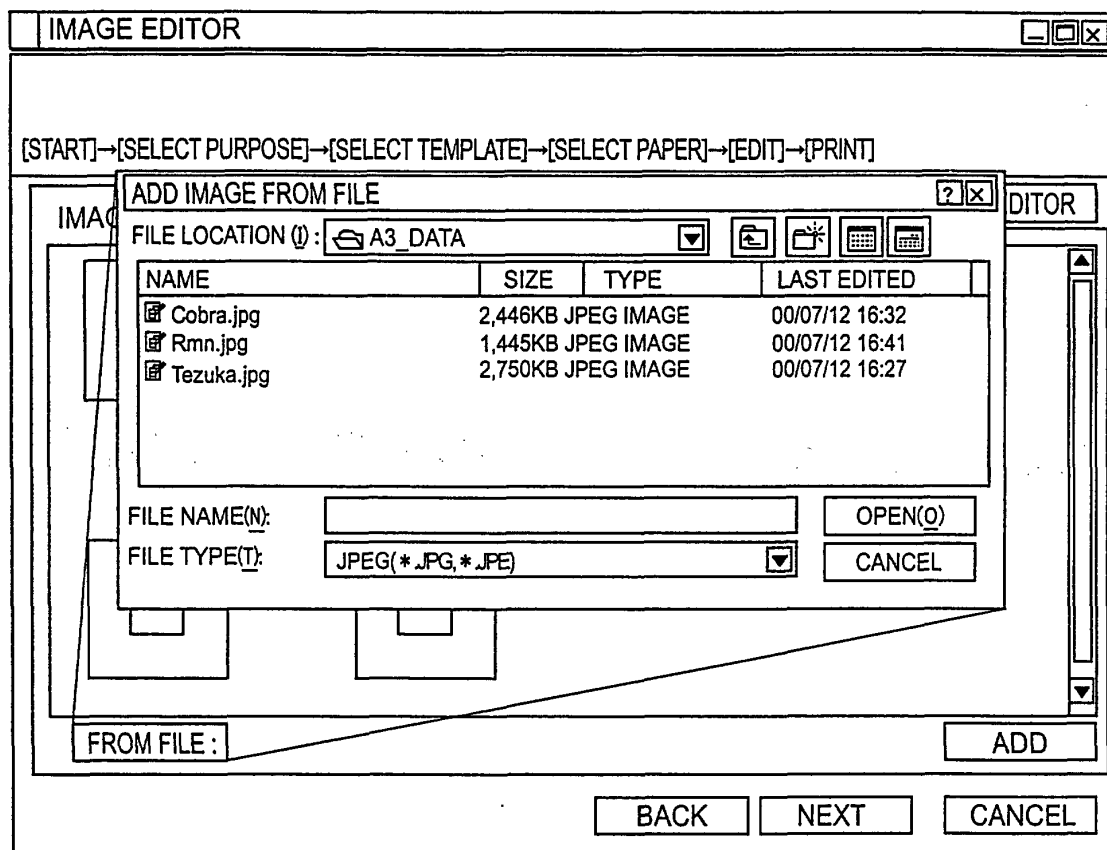 IMAGE EDITOR
[START]→[SELECT PURPOSE]→[SELECT TEMPLATE]→[SELECT PAPER]→[EDIT]→[PRINT]
ADD IMAGE FROM FILE
IMAG
DITOR
FILE LOCATION (I) : A3_DATA
NAME SIZE TYPE LAST EDITED
Cobra.jpg 2,446KB JPEG IMAGE 00/07/12 16:32
Rmn.jpg 1,445KB JPEG IMAGE 00/07/12 16:41
Tezuka.jpg 2,750KB JPEG IMAGE 00/07/12 16:27
FILE NAME(N): OPEN(O)
FILE TYPE(T): JPEG(*.JPG,*.JPE) CANCEL
FROM FILE : ADD
BACK NEXT CANCEL